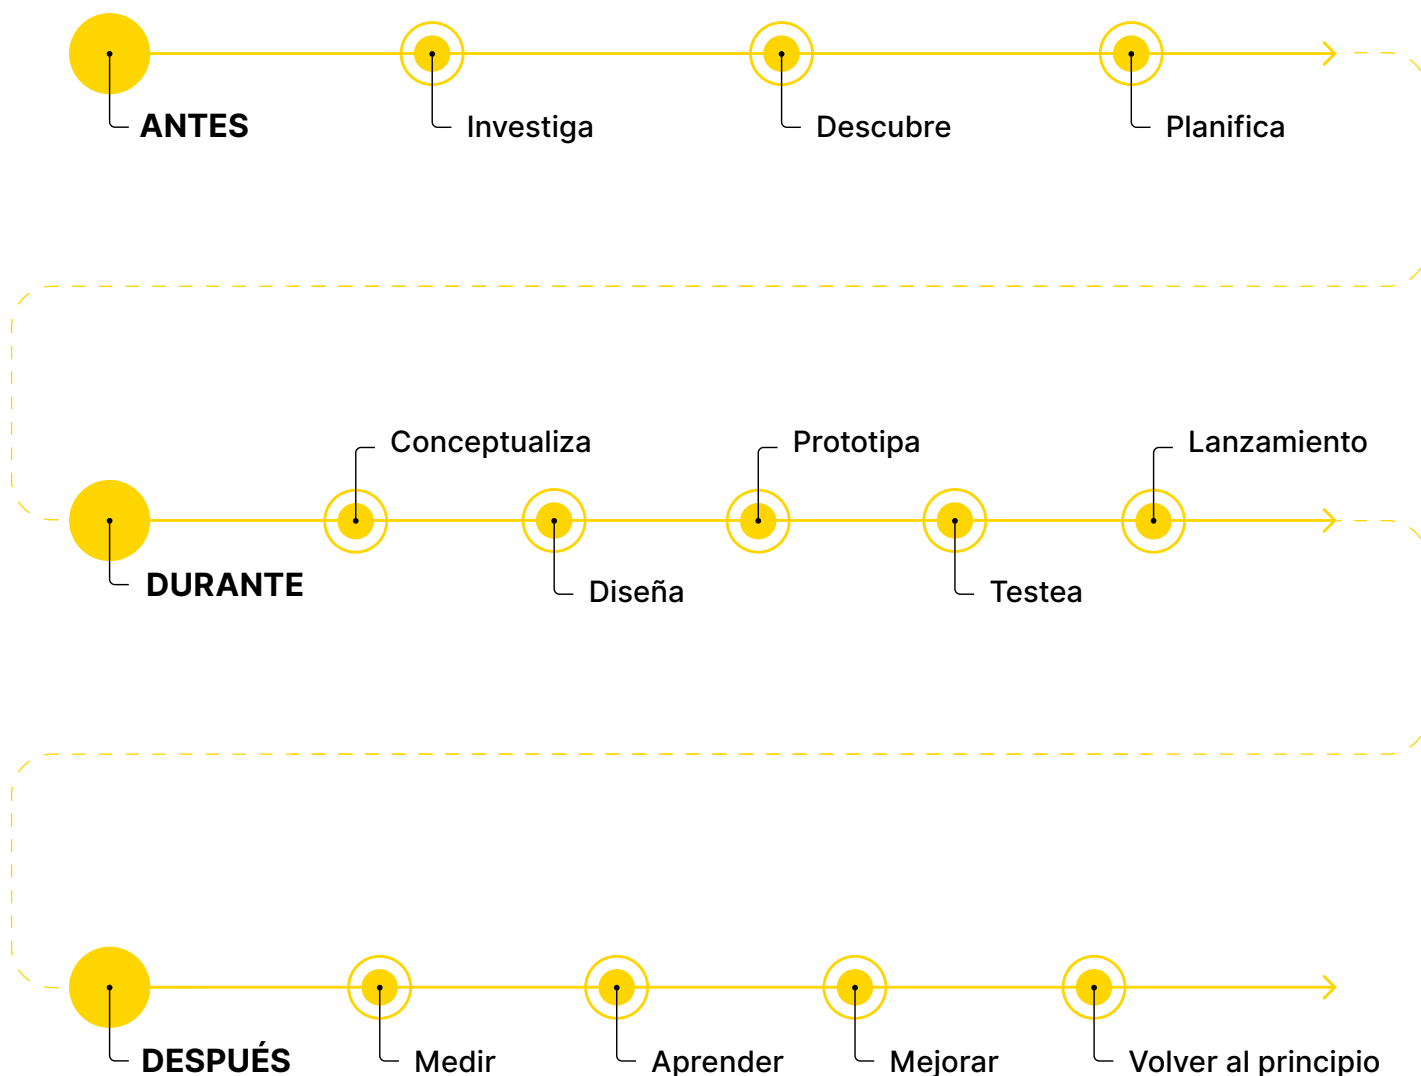 ANTES
Investiga
Descubre
Planifica
Conceptualiza
Prototipa
Lanzamiento
DURANTE
Diseña
Testea
DESPUÉS
Medir
Aprender
Mejorar
Volver al principio